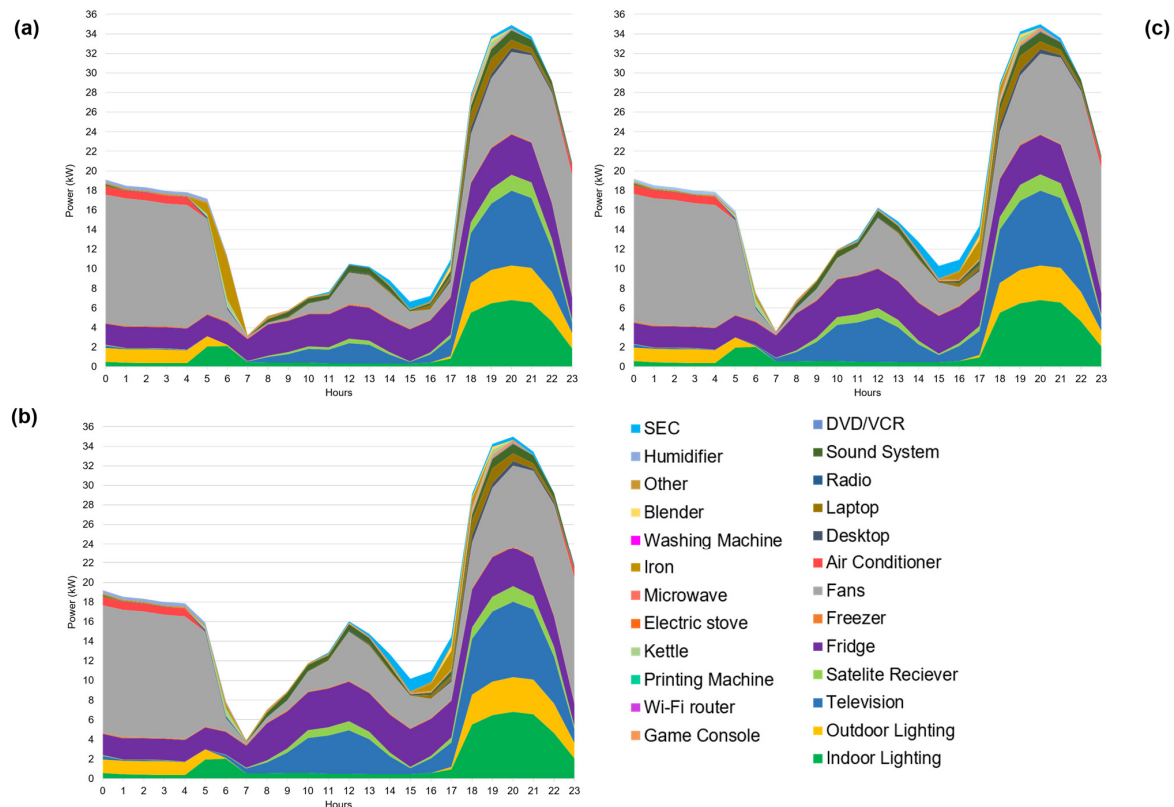 (a)
36
34
32
30
28
26
24
22
20
18
16
14
12
10
8
6
4
2
0
Power (kW)
0 1 2 3 4 5 6 7 8 9 10 11 12 13 14 15 16 17 18 19 20 21 22 23
Hours
(c)
36
34
32
30
28
26
24
22
20
18
16
14
12
10
8
6
4
2
0
Power (kW)
0 1 2 3 4 5 6 7 8 9 10 11 12 13 14 15 16 17 18 19 20 21 22 23
Hours
(b)
36
34
32
30
28
26
24
22
20
18
16
14
12
10
8
6
4
2
0
Power (kW)
0 1 2 3 4 5 6 7 8 9 10 11 12 13 14 15 16 17 18 19 20 21 22 23
Hours
SEC
Humidifier
Other
Blender
Washing Machine
Iron
Microwave
Electric stove
Kettle
Printing Machine
Wi-Fi router
Game Console
DVD/VCR
Sound System
Radio
Laptop
Desktop
Air Conditioner
Fans
Freezer
Fridge
Satelite Reciever
Television
Outdoor Lighting
Indoor Lighting